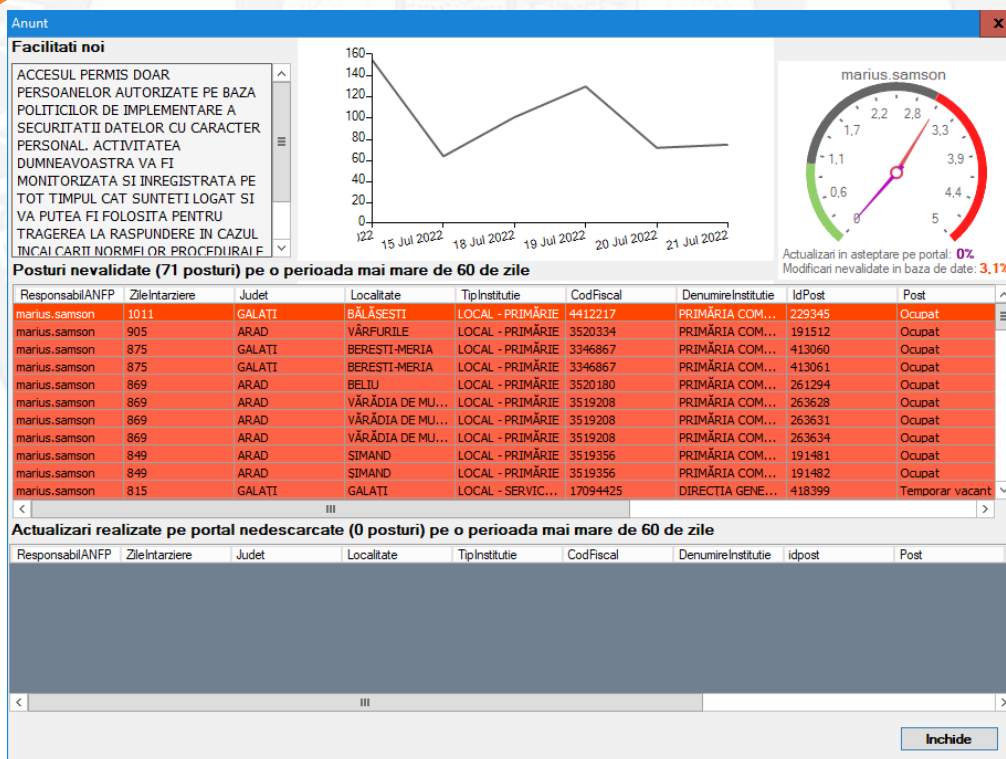 Anunt
x
Facilitati noi
ACCESUL PERMIS DOAR
PERSOANELOR AUTORIZATE PE BAZA
POLITICILOR DE IMPLEMENTARE A
SECURITATII DATELOR CU CARACTER
PERSONAL. ACTIVITATEA
DUMNEAVOASTRA VA FI
MONITORIZATA SI INREGISTRATA PE
TOT TIMPUL CAT SUNTETI LOGAT SI
VA PUTEA FI FOLOSITA PENTRU
TRAGEREA LA RASPUNDERE IN CAZUL
INCALCARII NORMELOR PROCEDURALE
160
140
120
100
80
60
40
20
0
)22 15 Jul 2022 18 Jul 2022 19 Jul 2022 20 Jul 2022 21 Jul 2022
marius.samson
0 0,6 1,1 1,7 2,2 2,8 3,3 3,9 4,4 5
Actualizari in asteptare pe portal: 0%
Modificari nevalidate in baza de date: 3,1%
Posturi nevalidate (71 posturi) pe o perioada mai mare de 60 de zile
ResponsabilANFP ZileIntarziere Judet Localitate TipInstitutie CodFiscal DenumireInstitutie IdPost Post
marius.samson 1011 GALAȚI BĂLĂȘEȘTI LOCAL - PRIMĂRIE 4412217 PRIMĂRIA COM... 229345 Ocupat
marius.samson 905 ARAD VÂRFURILE LOCAL - PRIMĂRIE 3520334 PRIMĂRIA COM... 191512 Ocupat
marius.samson 875 GALAȚI BEREȘTI-MERIA LOCAL - PRIMĂRIE 3346867 PRIMĂRIA COM... 413060 Ocupat
marius.samson 875 GALAȚI BEREȘTI-MERIA LOCAL - PRIMĂRIE 3346867 PRIMĂRIA COM... 413061 Ocupat
marius.samson 869 ARAD BELIU LOCAL - PRIMĂRIE 3520180 PRIMĂRIA COM... 261294 Ocupat
marius.samson 869 ARAD VĂRĂDIA DE MU... LOCAL - PRIMĂRIE 3519208 PRIMĂRIA COM... 263628 Ocupat
marius.samson 869 ARAD VĂRĂDIA DE MU... LOCAL - PRIMĂRIE 3519208 PRIMĂRIA COM... 263631 Ocupat
marius.samson 869 ARAD VĂRĂDIA DE MU... LOCAL - PRIMĂRIE 3519208 PRIMĂRIA COM... 263634 Ocupat
marius.samson 849 ARAD ȘIMAND LOCAL - PRIMĂRIE 3519356 PRIMĂRIA COM... 191481 Ocupat
marius.samson 849 ARAD ȘIMAND LOCAL - PRIMĂRIE 3519356 PRIMĂRIA COM... 191482 Ocupat
marius.samson 815 GALAȚI GALAȚI LOCAL - SERVIC... 17094425 DIRECȚIA GENE... 418399 Temporar vacant
Actualizari realizate pe portal nedescarcate (0 posturi) pe o perioada mai mare de 60 de zile
ResponsabilANFP ZileIntarziere Judet Localitate TipInstitutie CodFiscal DenumireInstitutie idpost Post
Inchide